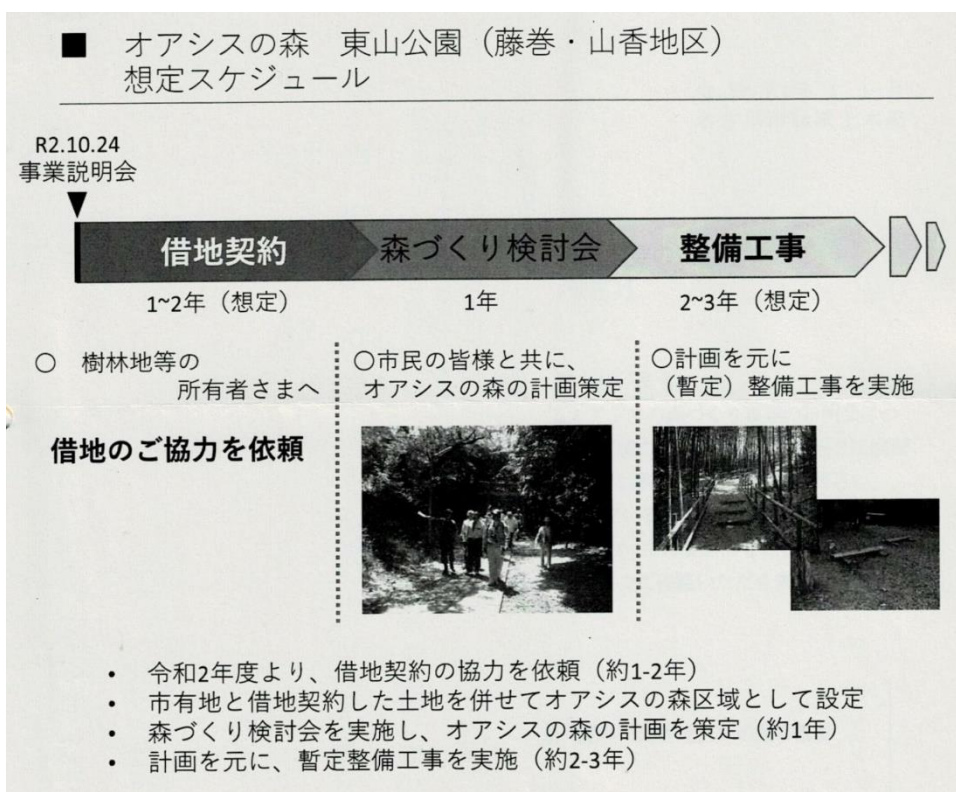 ■ オアシスの森 東山公園(藤巻・山香地区)
想定スケジュール
R2.10.24
事業説明会
借地契約
森づくり検討会
整備工事
1~2年(想定)
1年
2~3年(想定)
○ 樹林地等の
所有者さまへ
借地のご協力を依頼
○市民の皆様と共に、
オアシスの森の計画策定
○計画を元に
(暫定)整備工事を実施
• 令和2年度より、借地契約の協力を依頼(約1-2年)
• 市有地と借地契約した土地を併せてオアシスの森区域として設定
• 森づくり検討会を実施し、オアシスの森の計画を策定(約1年)
• 計画を元に、暫定整備工事を実施(約2-3年)